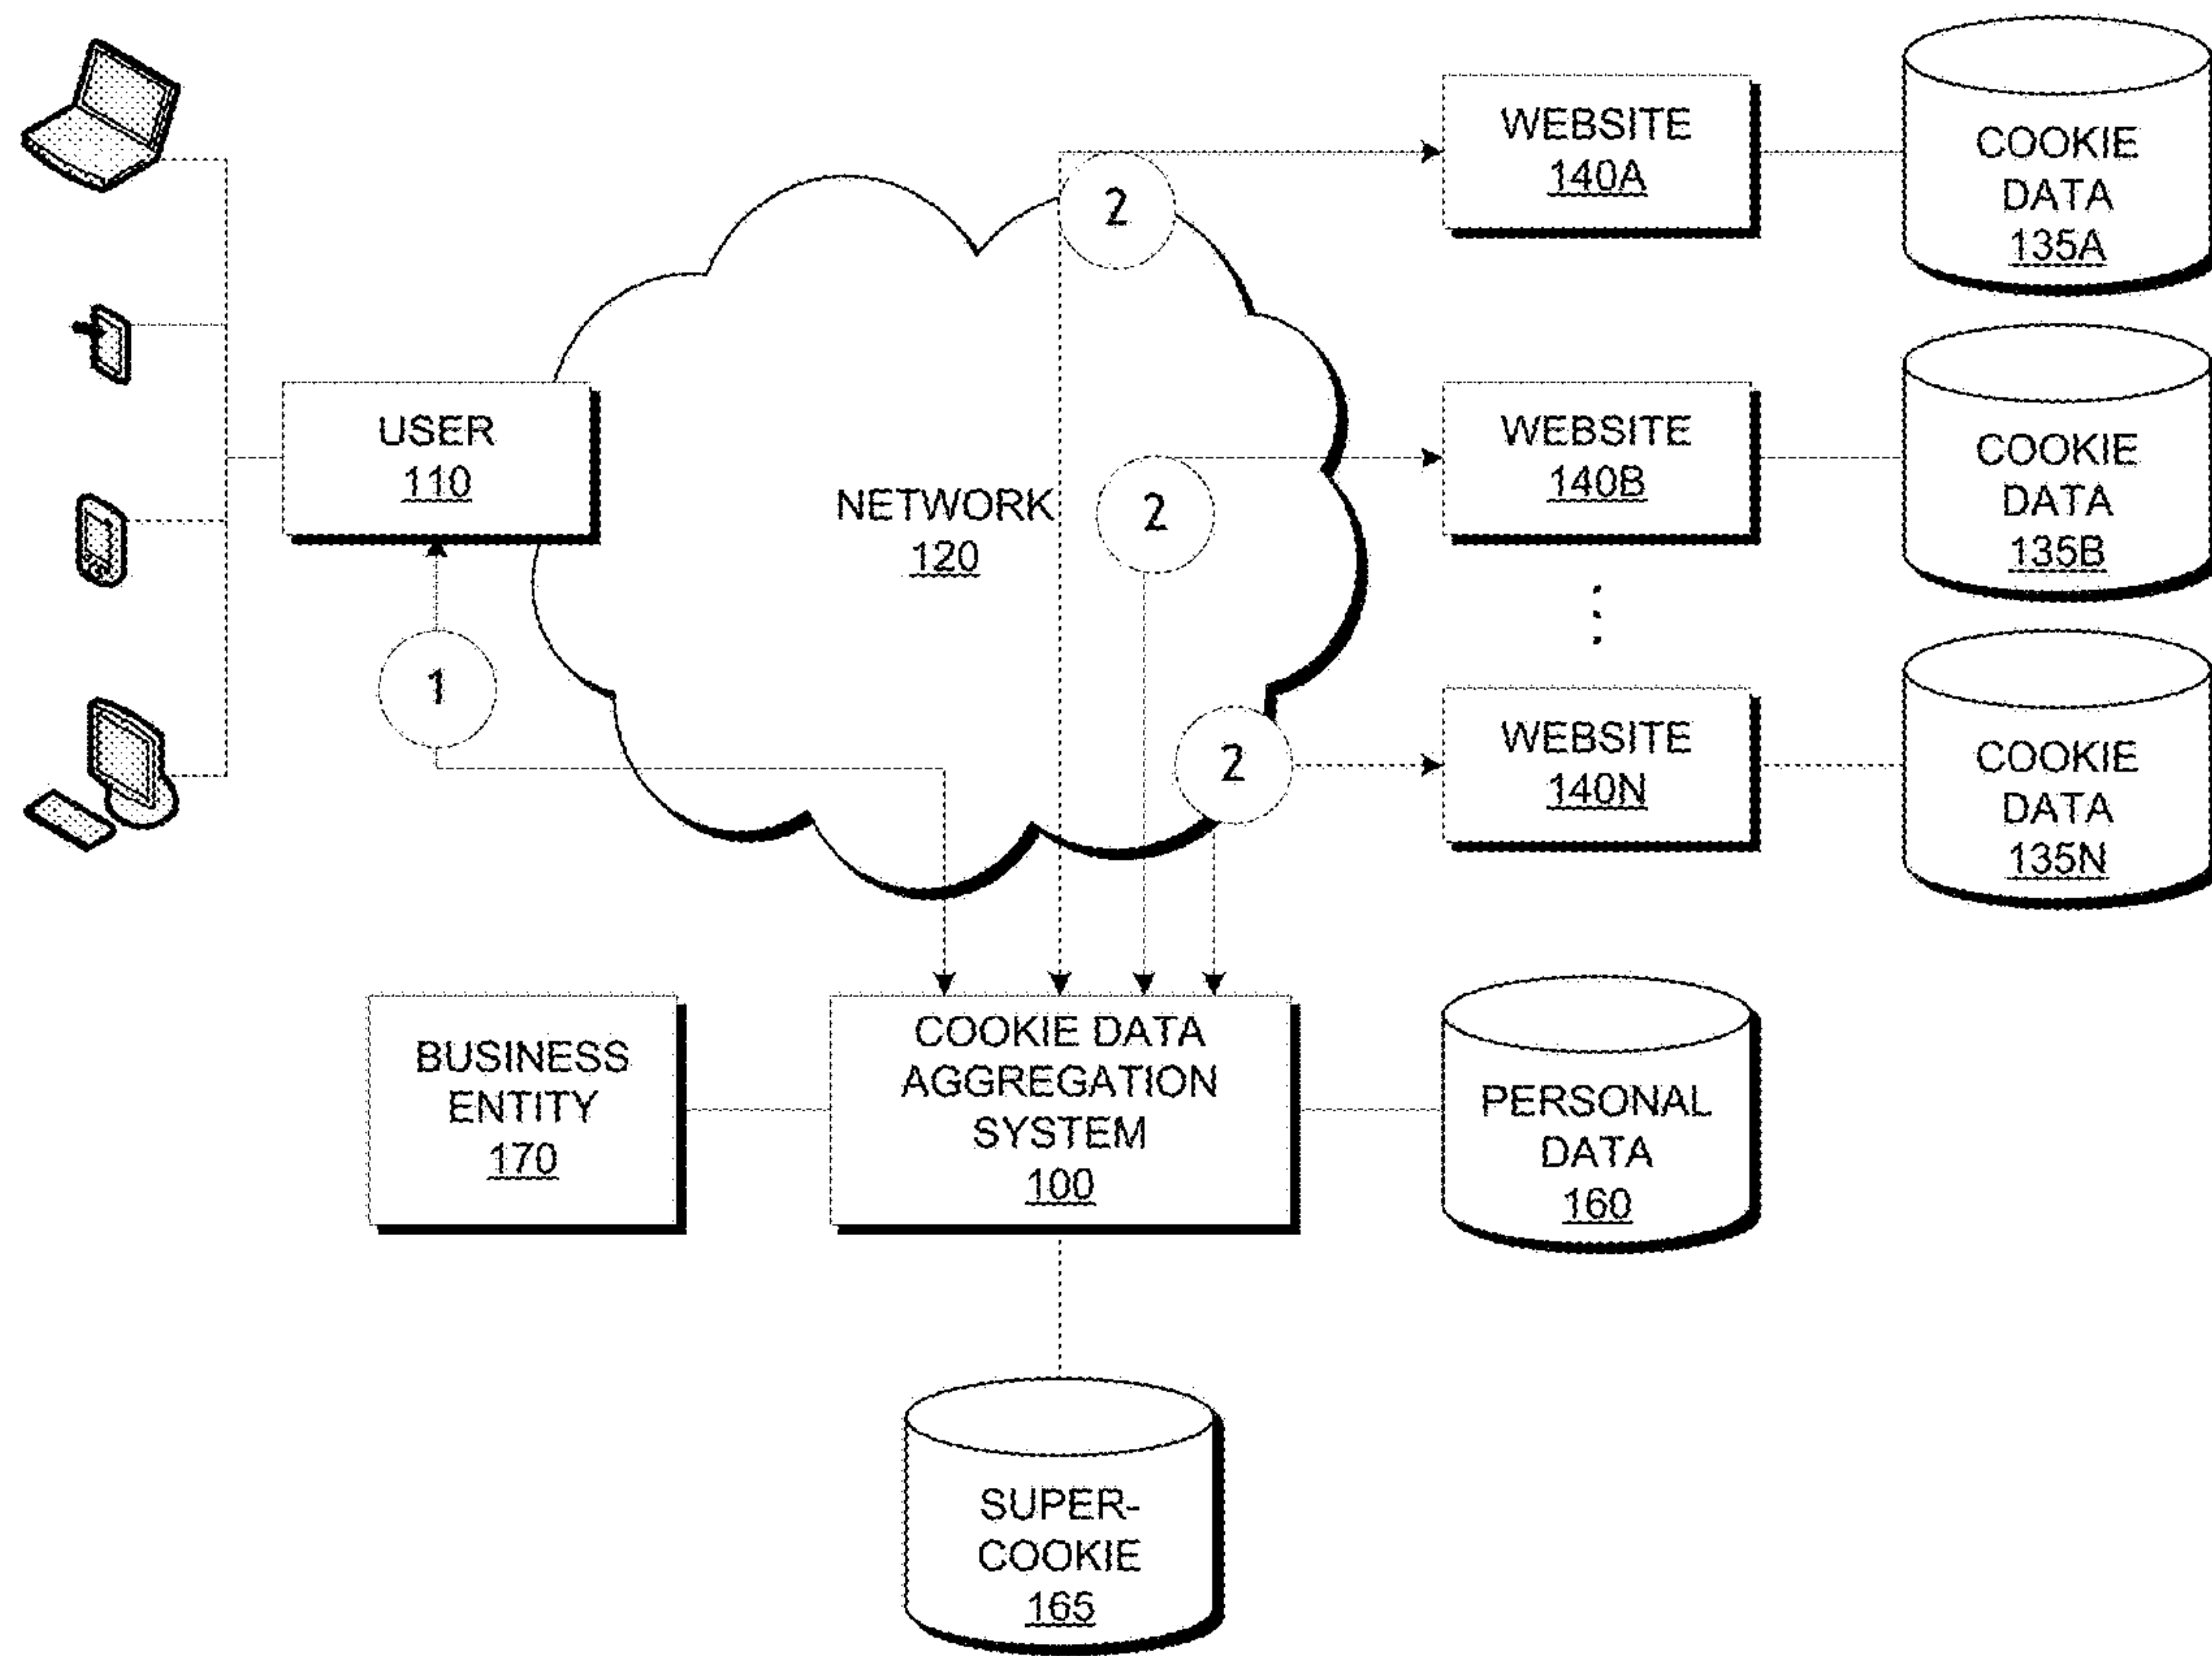 WEBSITE
140A
COOKIE
DATA
135A
2
USER
110
NETWORK
120
2
WEBSITE
140B
COOKIE
DATA
135B
1
2
WEBSITE
140N
COOKIE
DATA
135N
BUSINESS
ENTITY
170
COOKIE DATA
AGGREGATION
SYSTEM
100
PERSONAL
DATA
160
SUPER-
COOKIE
165